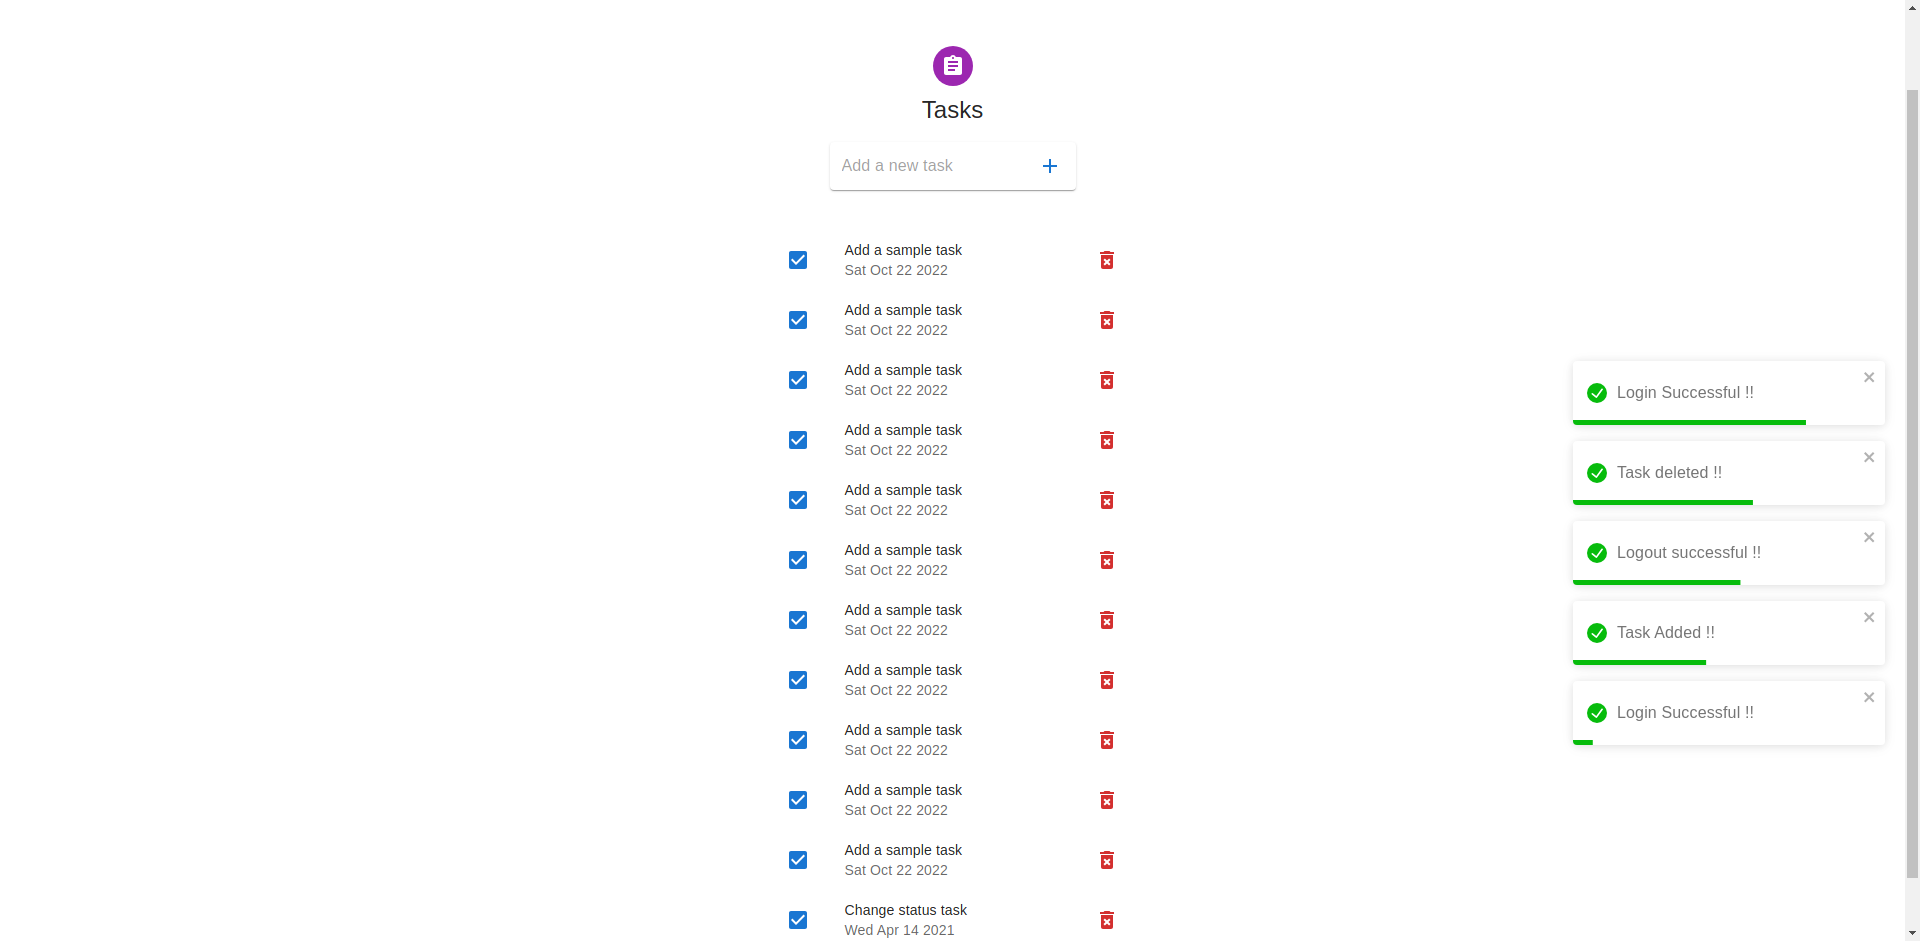 Tasks
Add a new task
Add a sample task
Sat Oct 22 2022
Add a sample task
Sat Oct 22 2022
Add a sample task
Sat Oct 22 2022
Add a sample task
Sat Oct 22 2022
Add a sample task
Sat Oct 22 2022
Add a sample task
Sat Oct 22 2022
Add a sample task
Sat Oct 22 2022
Add a sample task
Sat Oct 22 2022
Add a sample task
Sat Oct 22 2022
Add a sample task
Sat Oct 22 2022
Add a sample task
Sat Oct 22 2022
Change status task
Wed Apr 14 2021
Login Successful !!
Task deleted !!
Logout successful !!
Task Added !!
Login Successful !!